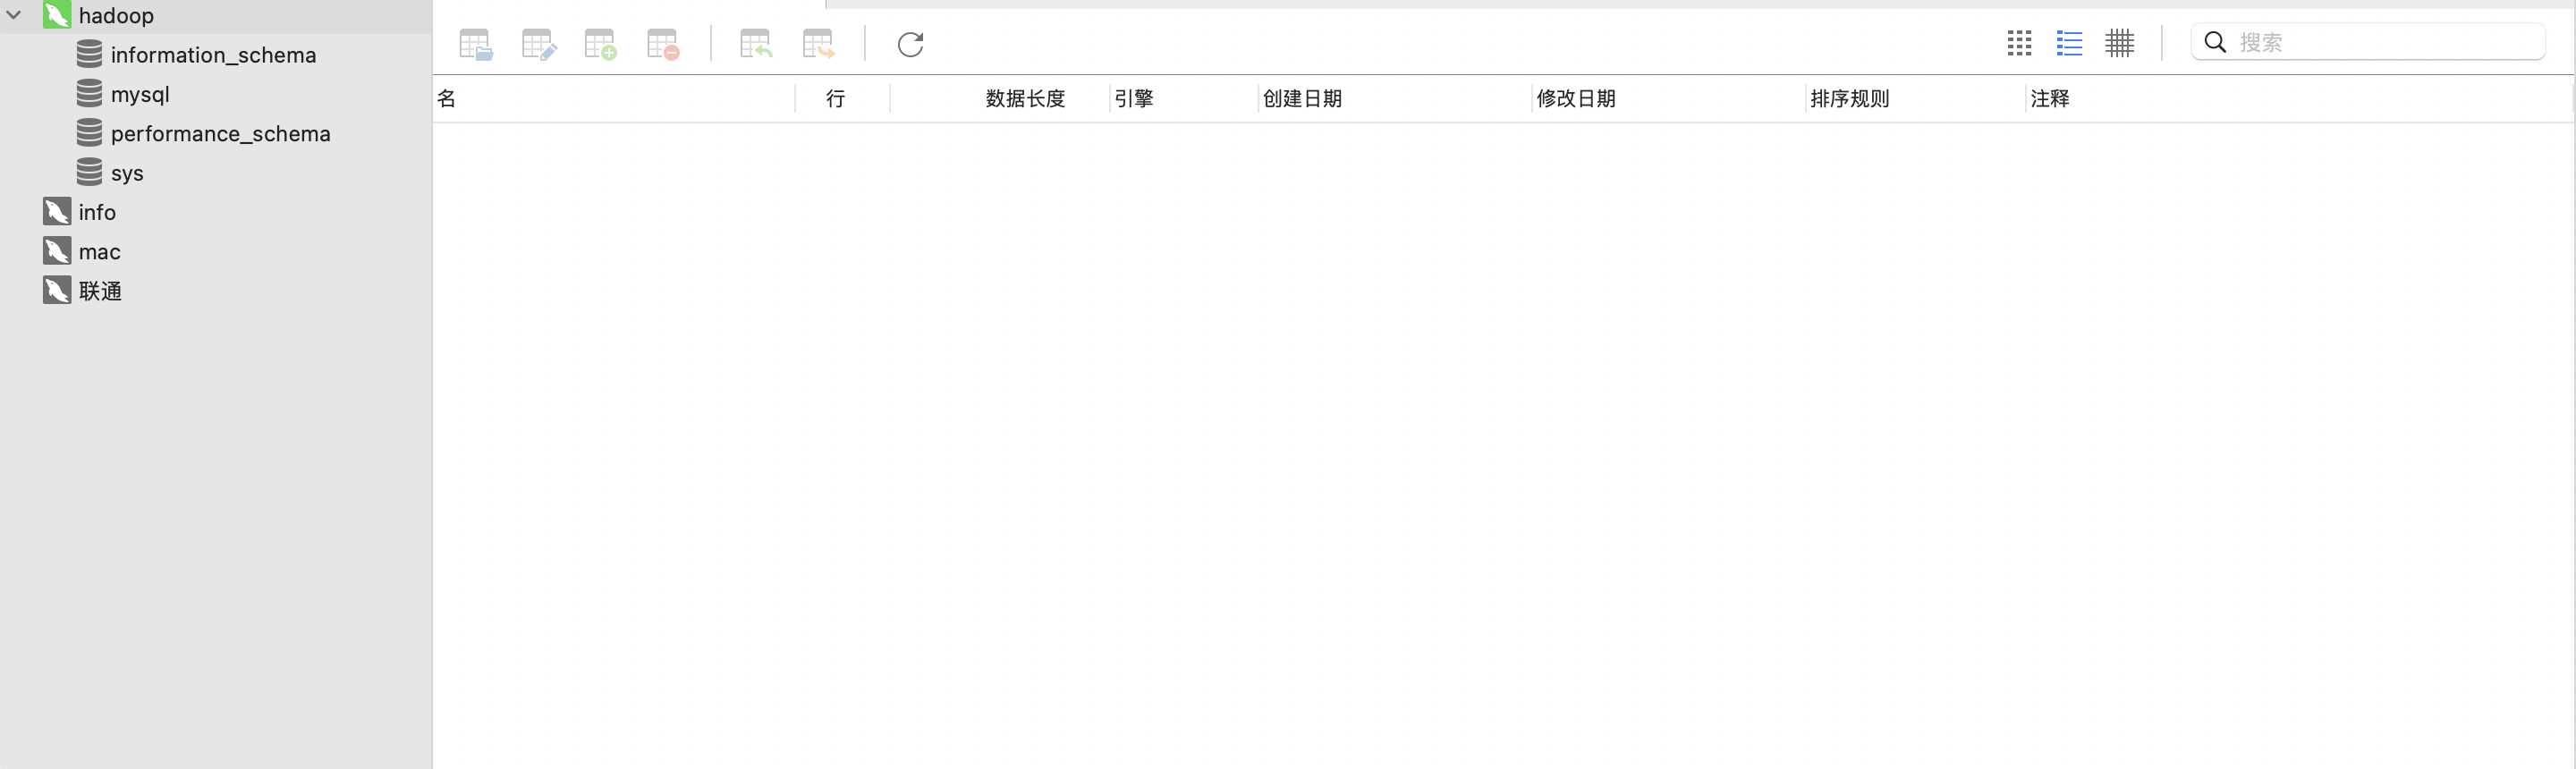 hadoop
information_schema
mysql
performance_schema
sys
info
mac
联通
搜索
名 行 数据长度 引擎 创建日期 修改日期 排序规则 注释